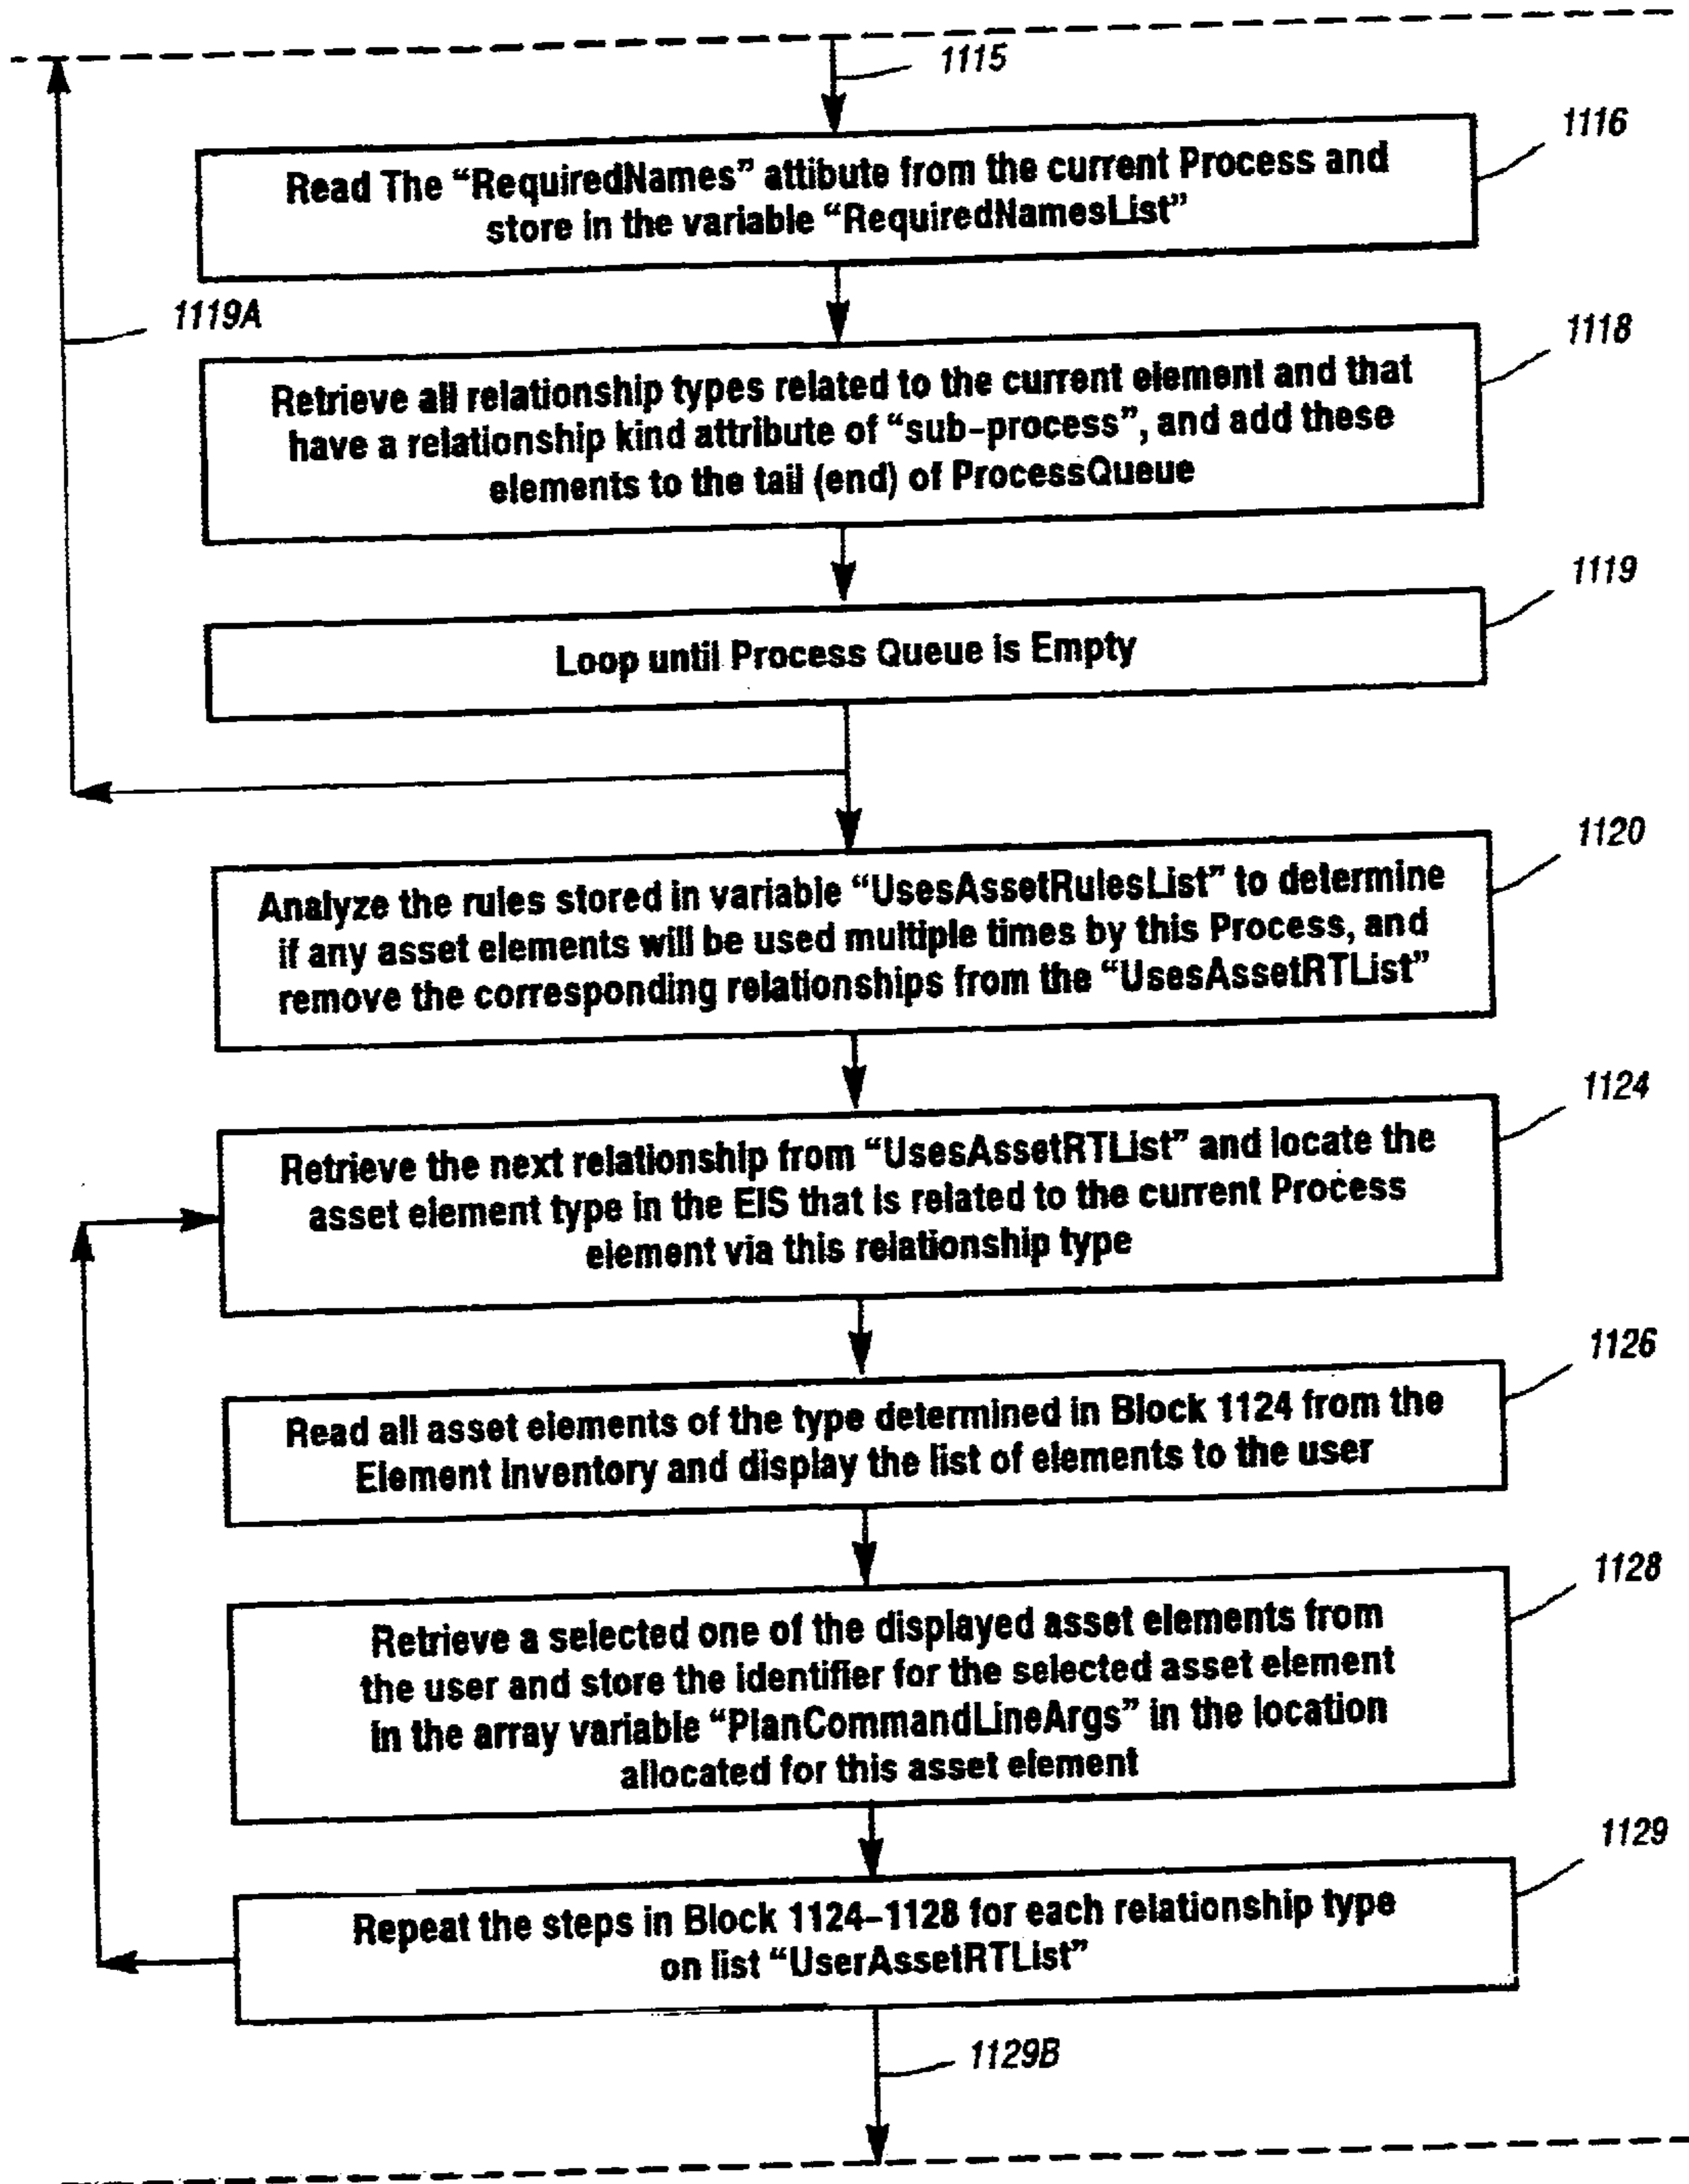 1115
1116
Read The “RequiredNames” attibute from the current Process and
store in the variable “RequiredNamesList”
1119A
1118
Retrieve all relationship types related to the current element and that
have a relationship kind attribute of “sub-process”, and add these
elements to the tail (end) of ProcessQueue
1119
Loop until Process Queue is Empty
1120
Analyze the rules stored in variable “UsesAssetRulesList” to determine
if any asset elements will be used multiple times by this Process, and
remove the corresponding relationships from the “UsesAssetRTList”
1124
Retrieve the next relationship from “UsesAssetRTList” and locate the
asset element type in the EIS that is related to the current Process
element via this relationship type
1126
Read all asset elements of the type determined in Block 1124 from the
Element Inventory and display the list of elements to the user
1128
Retrieve a selected one of the displayed asset elements from
the user and store the identifier for the selected asset element
in the array variable “PlanCommandLineArgs” in the location
allocated for this asset element
1129
Repeat the steps in Block 1124-1128 for each relationship type
on list “UserAssetRTList”
1129B